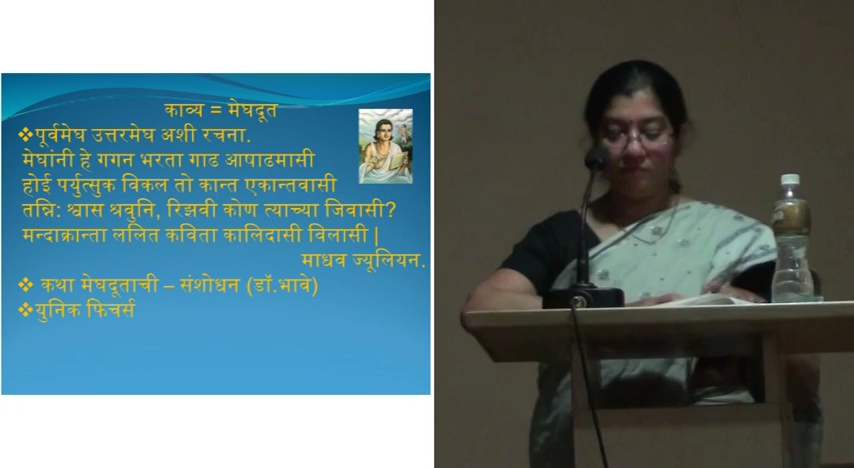 काव्य = मेघदूत
❖पूर्वमेघ उत्तरमेघ अशी रचना.
मेघांनी हे गगन भरता गाढ आषाढमासी
होई पर्युत्सुक विकल तो कान्त एकान्तवासी
तन्नि: श्वास श्रवुनि, रिझवी कोण त्याच्या जिवासी?
मन्दाक्रान्ता ललित कविता कालिदासी विलासी |
माधव ज्यूलियन.
❖ कथा मेघदूताची – संशोधन (डॉ.भावे)
❖युनिक फिचर्स